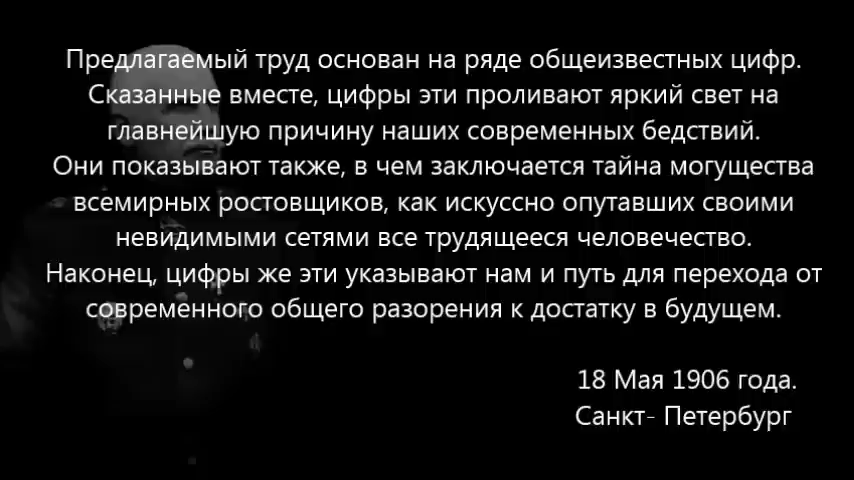 Предлагаемый труд основан на ряде общеизвестных цифр.
Сказанные вместе, цифры эти проливают яркий свет на
главнейшую причину наших современных бедствий.
Они показывают также, в чем заключается тайна могущества
всемирных ростовщиков, как искуссно опутавших своими
невидимыми сетями все трудящееся человечество.
Наконец, цифры же эти указывают нам и путь для перехода от
современного общего разорения к достатку в будущем.
18 Мая 1906 года.
Санкт- Петербург